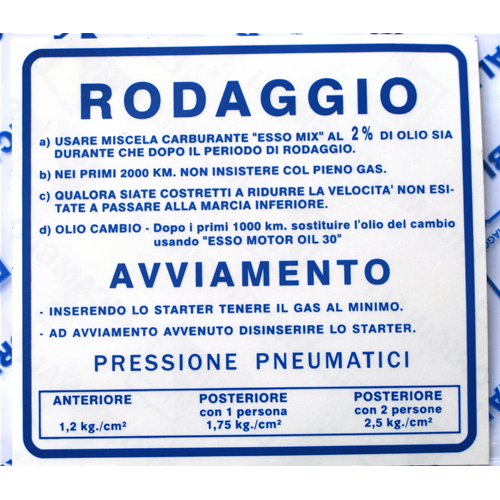 RODAGGIO
a) USARE MISCELA CARBURANTE "ESSO MIX" AL 2% DI OLIO SIA
DURANTE CHE DOPO IL PERIODO DI RODAGGIO.
b) NEI PRIMI 2000 KM. NON INSISTERE COL PIENO GAS.
c) QUALORA SIATE COSTRETTI A RIDURRE LA VELOCITA' NON ESI-
TATE A PASSARE ALLA MARCIA INFERIORE.
d) OLIO CAMBIO - Dopo i primi 1000 km. sostituire l'olio del cambio
usando "ESSO MOTOR OIL 30"
AVVIAMENTO
- INSERENDO LO STARTER TENERE IL GAS AL MINIMO.
- AD AVVIAMENTO AVVENUTO DISINSERIRE LO STARTER.
PRESSIONE PNEUMATICI
ANTERIORE POSTERIORE POSTERIORE
con 1 persona con 2 persone
1,2 kg./cm² 1,75 kg./cm² 2,5 kg./cm²